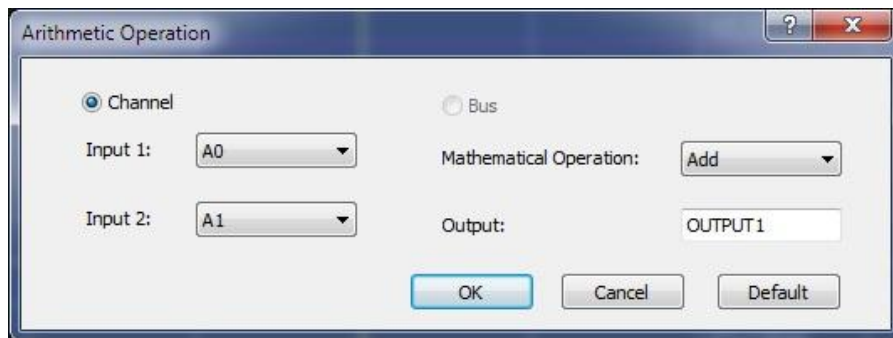 Arithmetic Operation
?
Channel
Bus
Input 1: A0
Mathematical Operation: Add
Input 2: A1
Output: OUTPUT1
OK Cancel Default